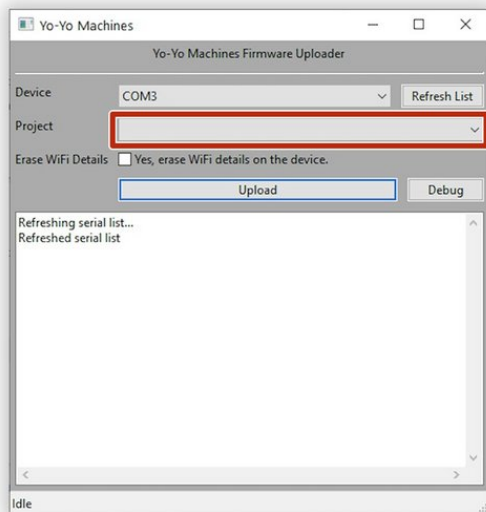 Yo-Yo Machines
Yo-Yo Machines Firmware Uploader
Device COM3 Refresh List
Project
Erase WiFi Details Yes, erase WiFi details on the device.
Upload Debug
Refreshing serial list...
Refreshed serial list
Idle